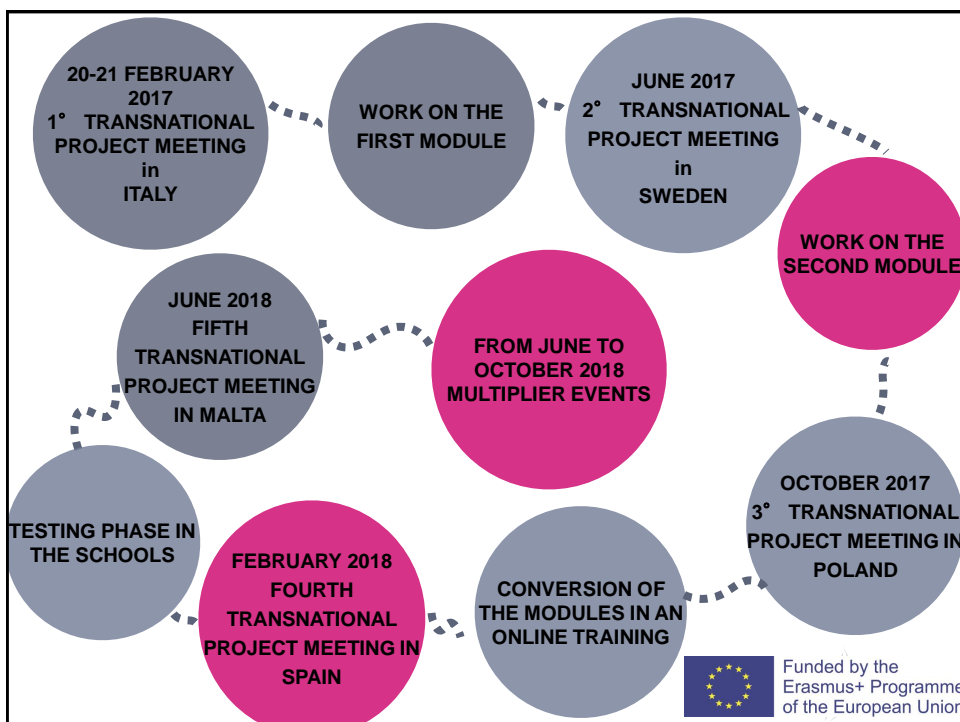 20-21 FEBRUARY
2017
1° TRANSNATIONAL
PROJECT MEETING
in
ITALY
WORK ON THE
FIRST MODULE
JUNE 2017
2° TRANSNATIONAL
PROJECT MEETING
in
SWEDEN
WORK ON THE
SECOND MODULE
OCTOBER 2017
3° TRANSNATIONAL
PROJECT MEETING IN
POLAND
CONVERSION OF
THE MODULES IN AN
ONLINE TRAINING
FEBRUARY 2018
FOURTH
TRANSNATIONAL
PROJECT MEETING IN
SPAIN
TESTING PHASE IN
THE SCHOOLS
JUNE 2018
FIFTH
TRANSNATIONAL
PROJECT MEETING
IN MALTA
FROM JUNE TO
OCTOBER 2018
MULTIPLIER EVENTS
Funded by the
Erasmus+ Programme
of the European Union